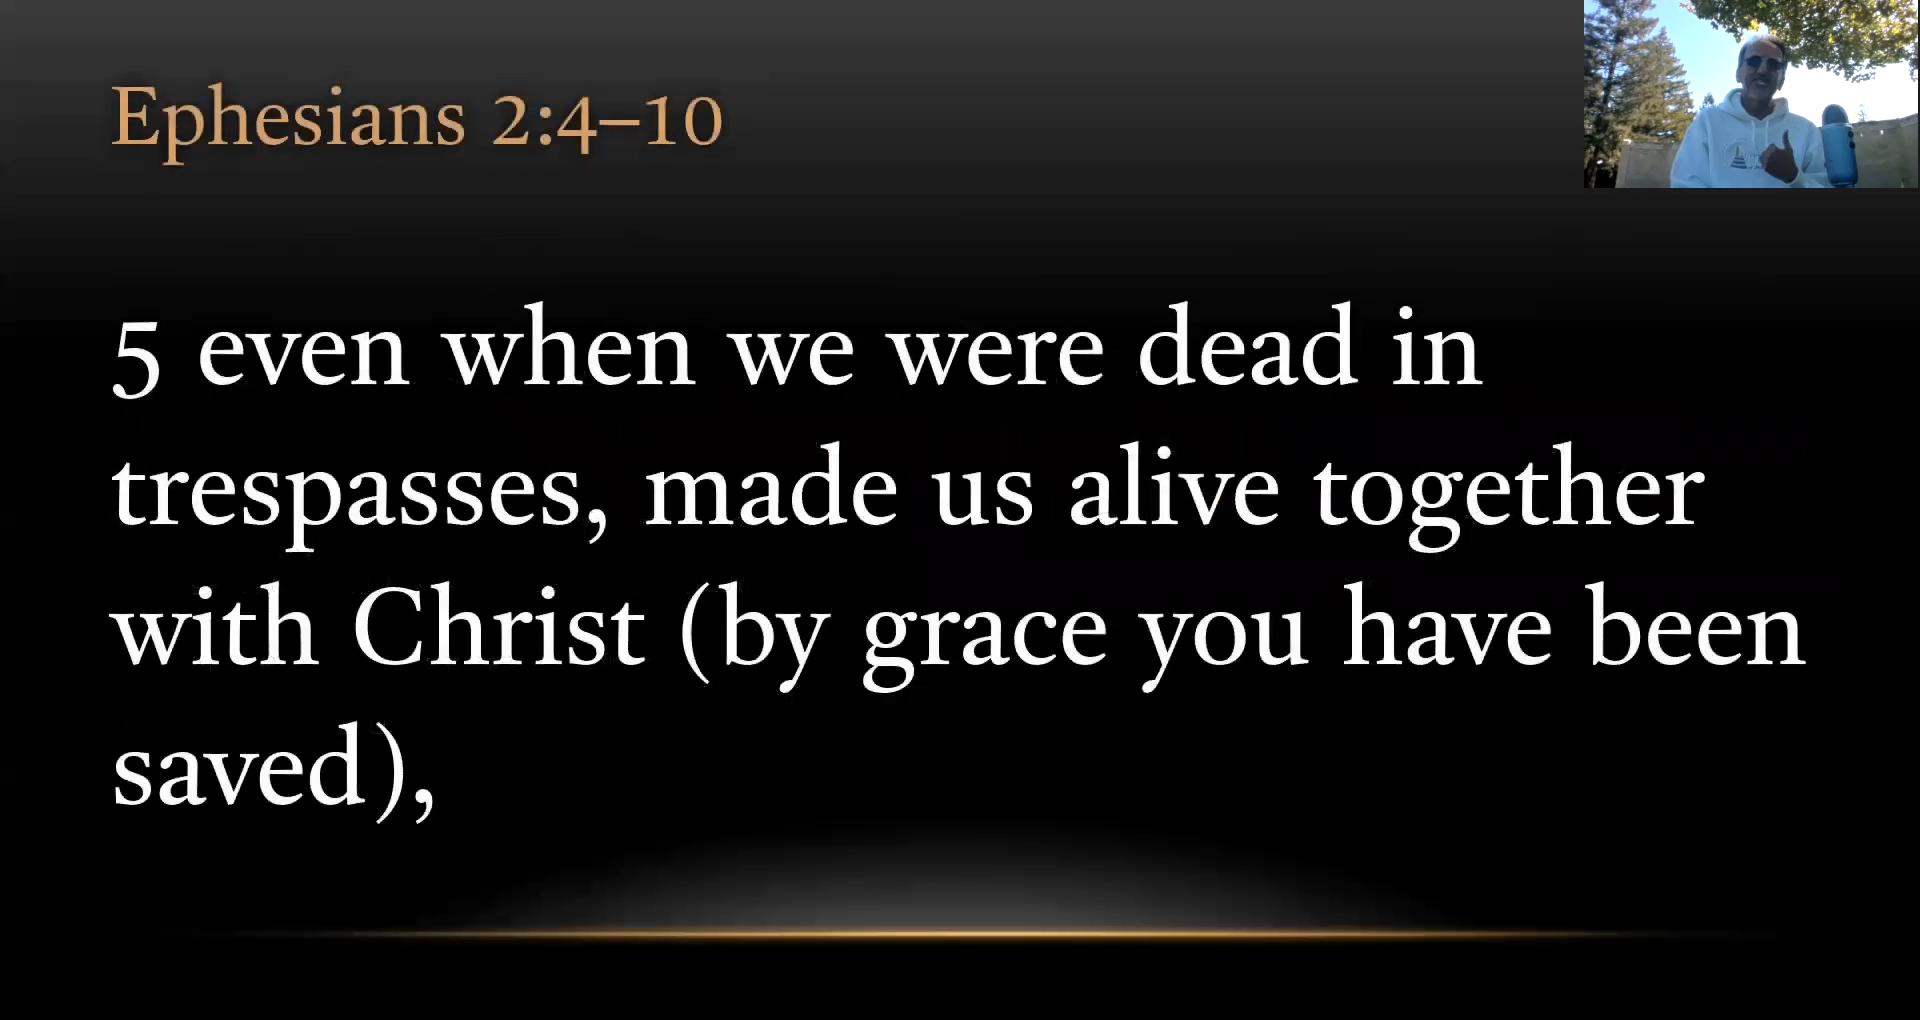 Ephesians 2:4–10
5 even when we were dead in
trespasses, made us alive together
with Christ (by grace you have been
saved),